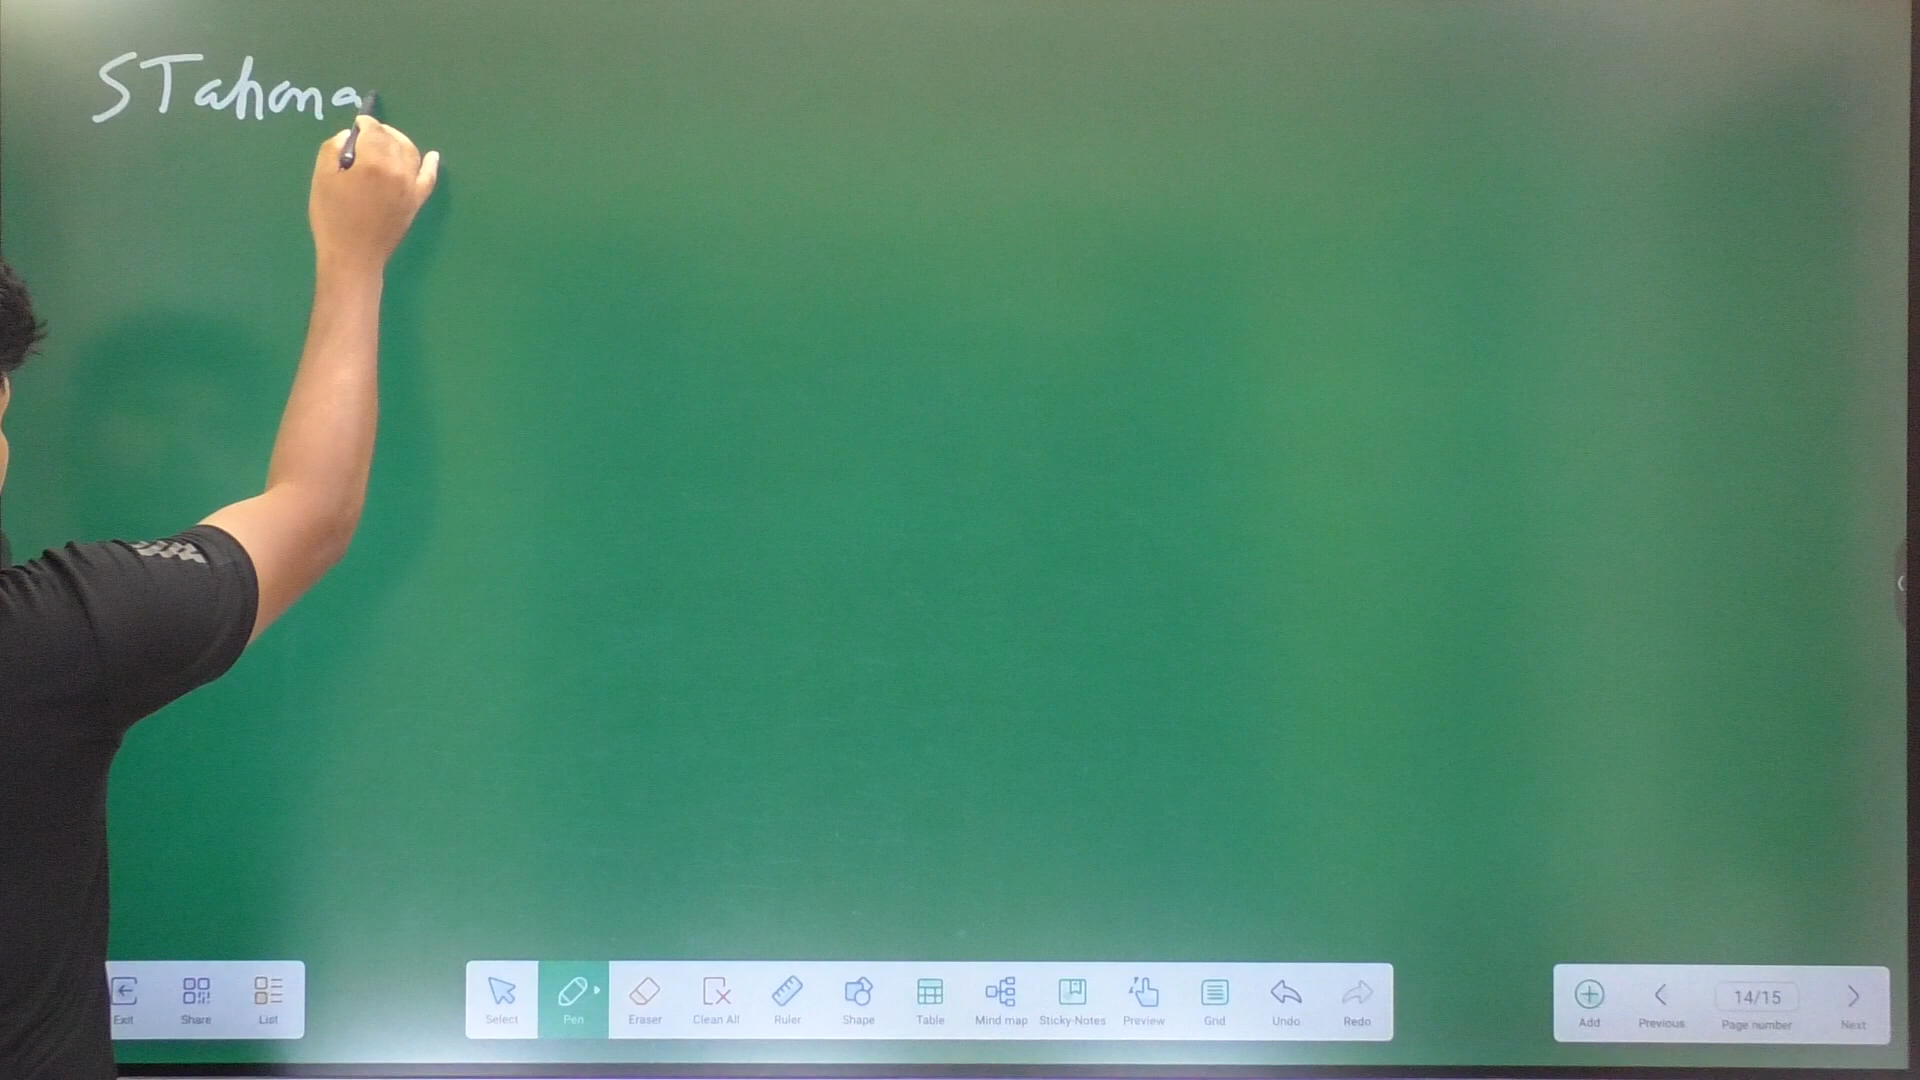 STahona
Exit
Share
List
Select
Pen
Eraser
Clean All
Ruler
Shape
Table
Mind map
Sticky-Notes
Preview
Grid
Undo
Redo
Add
Previous
14/15
Page number
Next